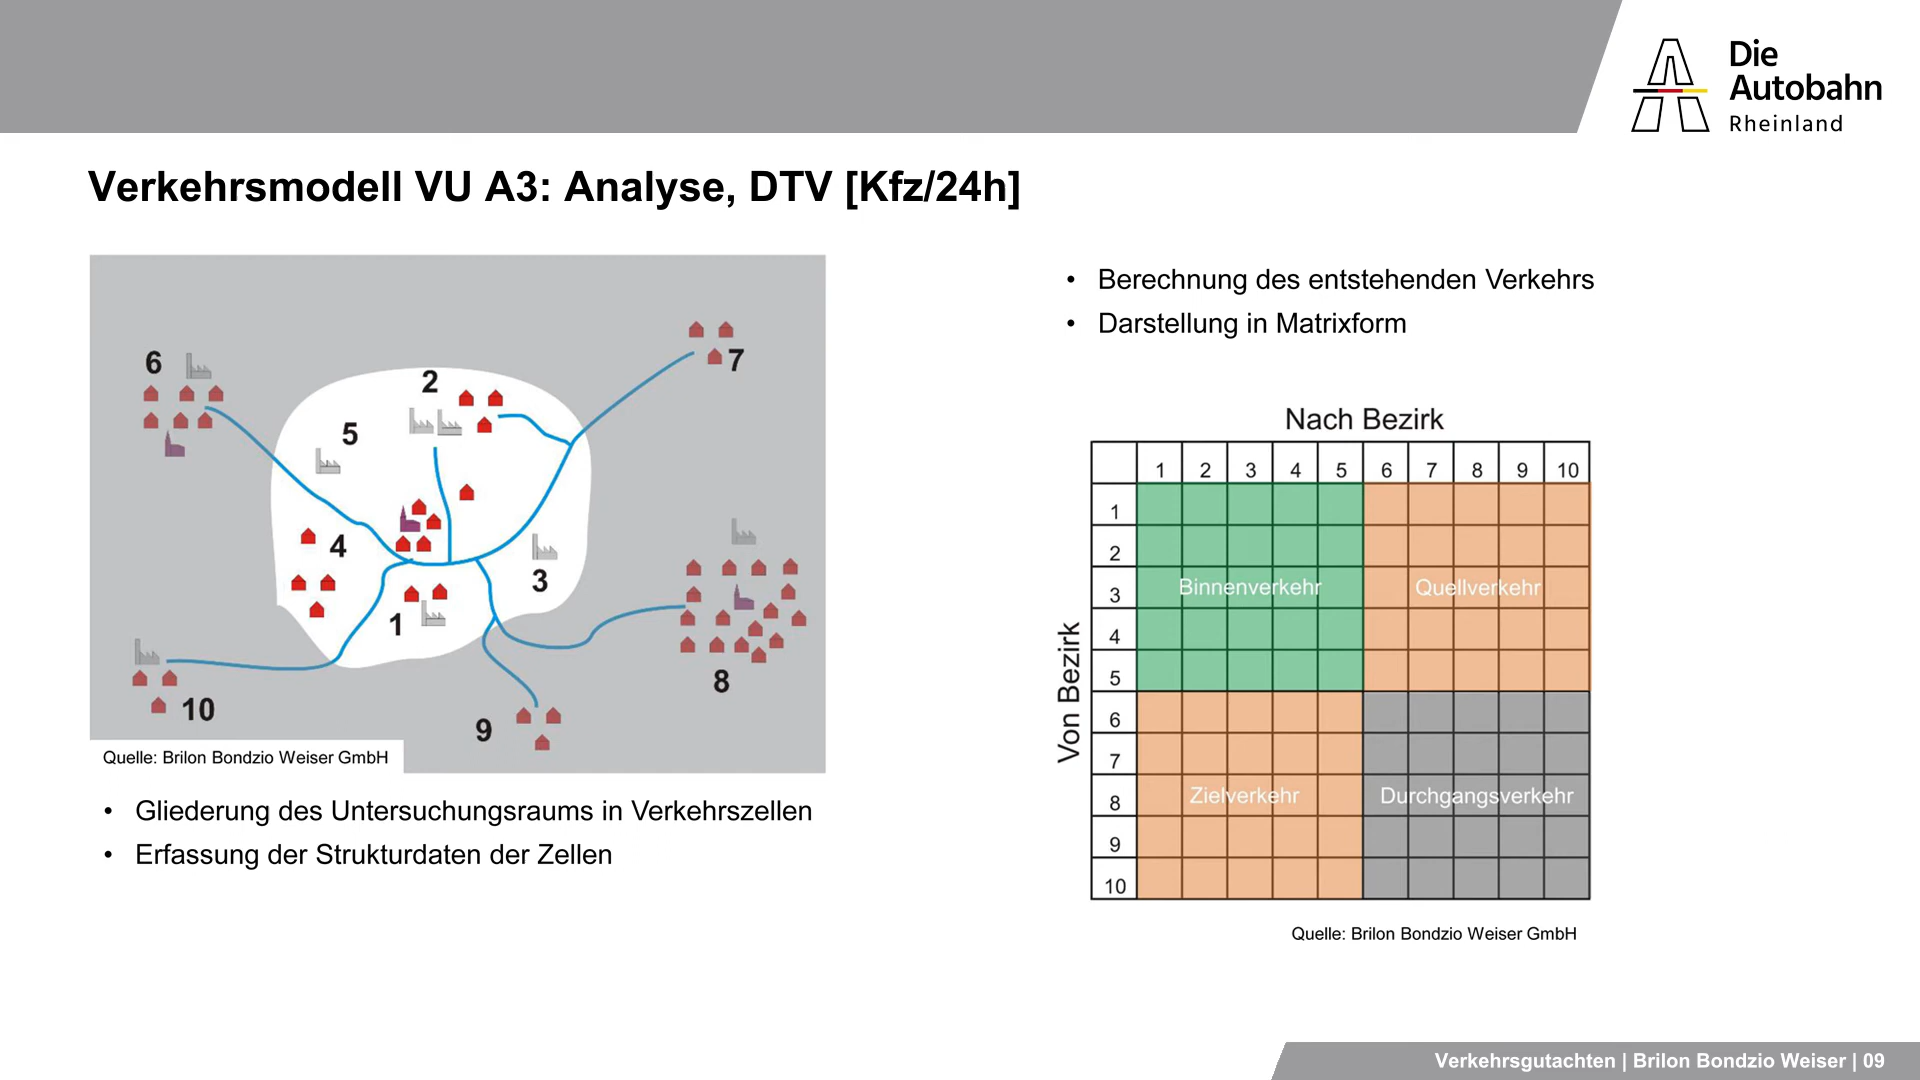 Die
Autobahn
Rheinland
Verkehrsmodell VU A3: Analyse, DTV [Kfz/24h]
6
7
2
5
4
3
1
8
10
9
Quelle: Brilon Bondzio Weiser GmbH
• Gliederung des Untersuchungsraums in Verkehrszellen
• Erfassung der Strukturdaten der Zellen
• Berechnung des entstehenden Verkehrs
• Darstellung in Matrixform
Nach Bezirk
1 2 3 4 5 6 7 8 9 10
Von Bezirk
1
2
3
4
5
6
7
8
9
10
Binnenverkehr
Quellverkehr
Zielverkehr
Durchgangsverkehr
Quelle: Brilon Bondzio Weiser GmbH
Verkehrsgutachten | Brilon Bondzio Weiser | 09